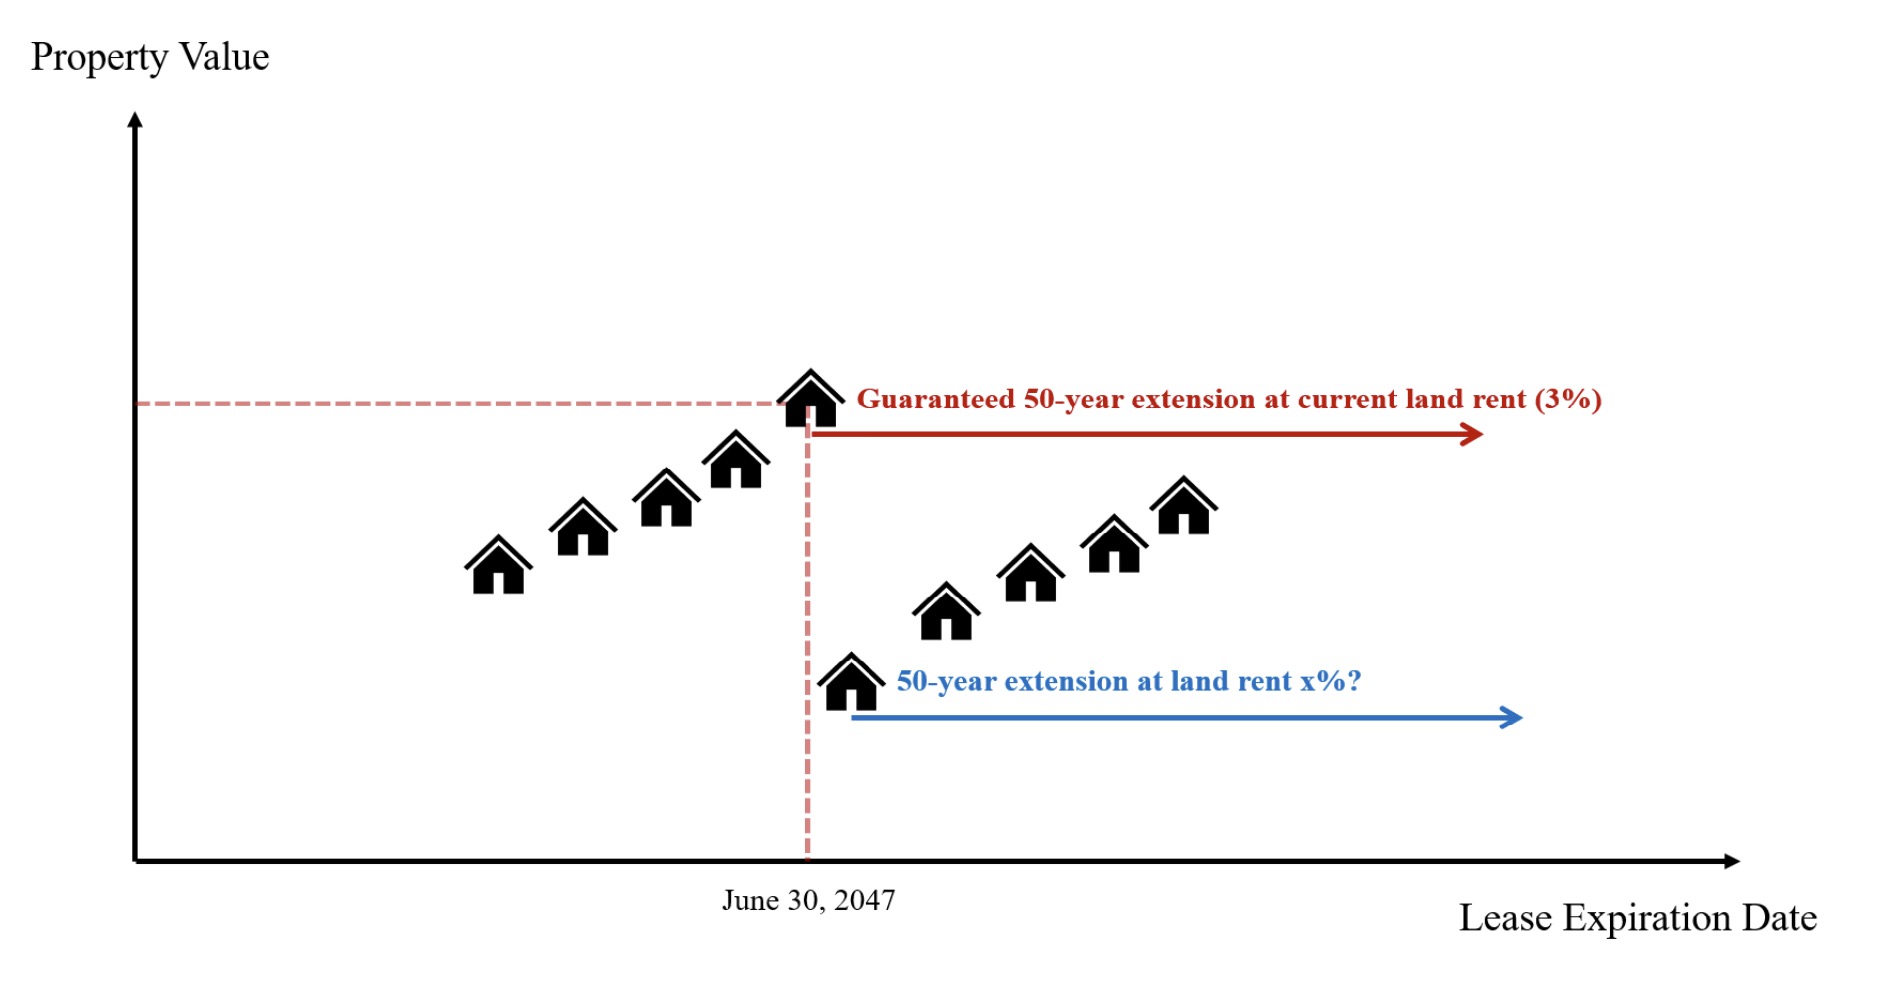 Property Value
Guaranteed 50-year extension at current land rent (3%)
50-year extension at land rent x%?
June 30, 2047
Lease Expiration Date